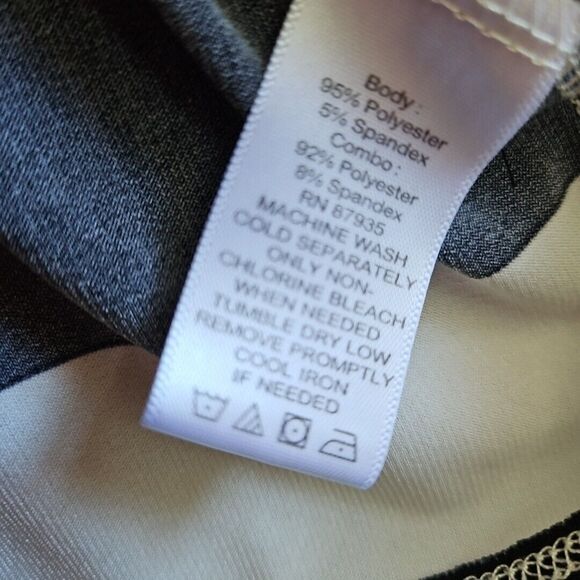 Body :
95% Polyester
5% Spandex
Combo :
92% Polyester
8% Spandex
RN 87935
MACHINE WASH
COLD SEPARATELY
ONLY NON-
CHLORINE BLEACH
WHEN NEEDED
TUMBLE DRY LOW
REMOVE PROMPTLY
COOL IRON
IF NEEDED